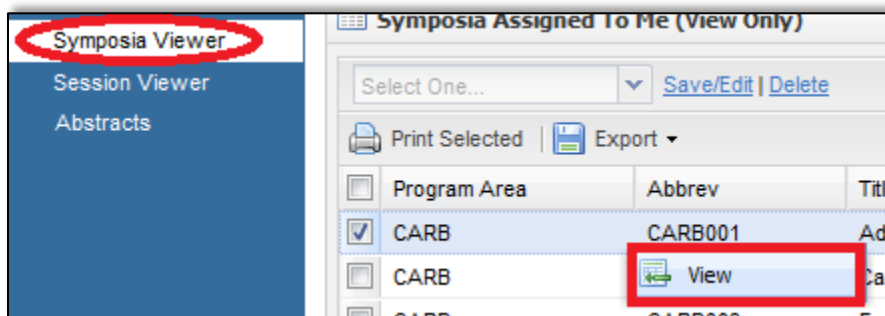 Symposia Viewer
Session Viewer
Abstracts
Symposia Assigned To Me (View Only)
Select One... Save/Edit | Delete
Print Selected | Export
Program Area Abbrev
CARB CARB001
CARB View